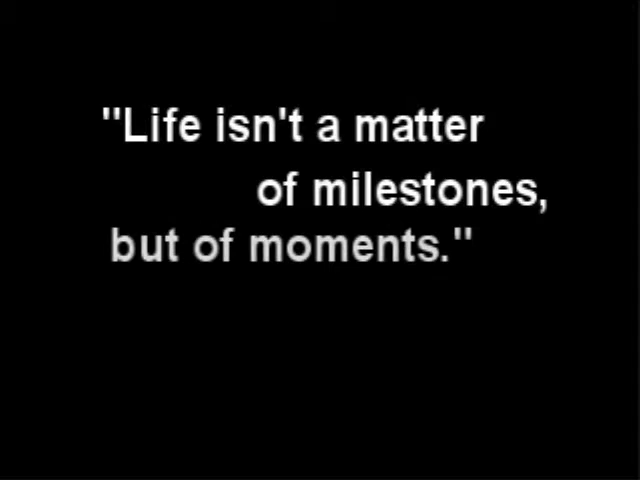 "Life isn't a matter
of milestones,
but of moments."